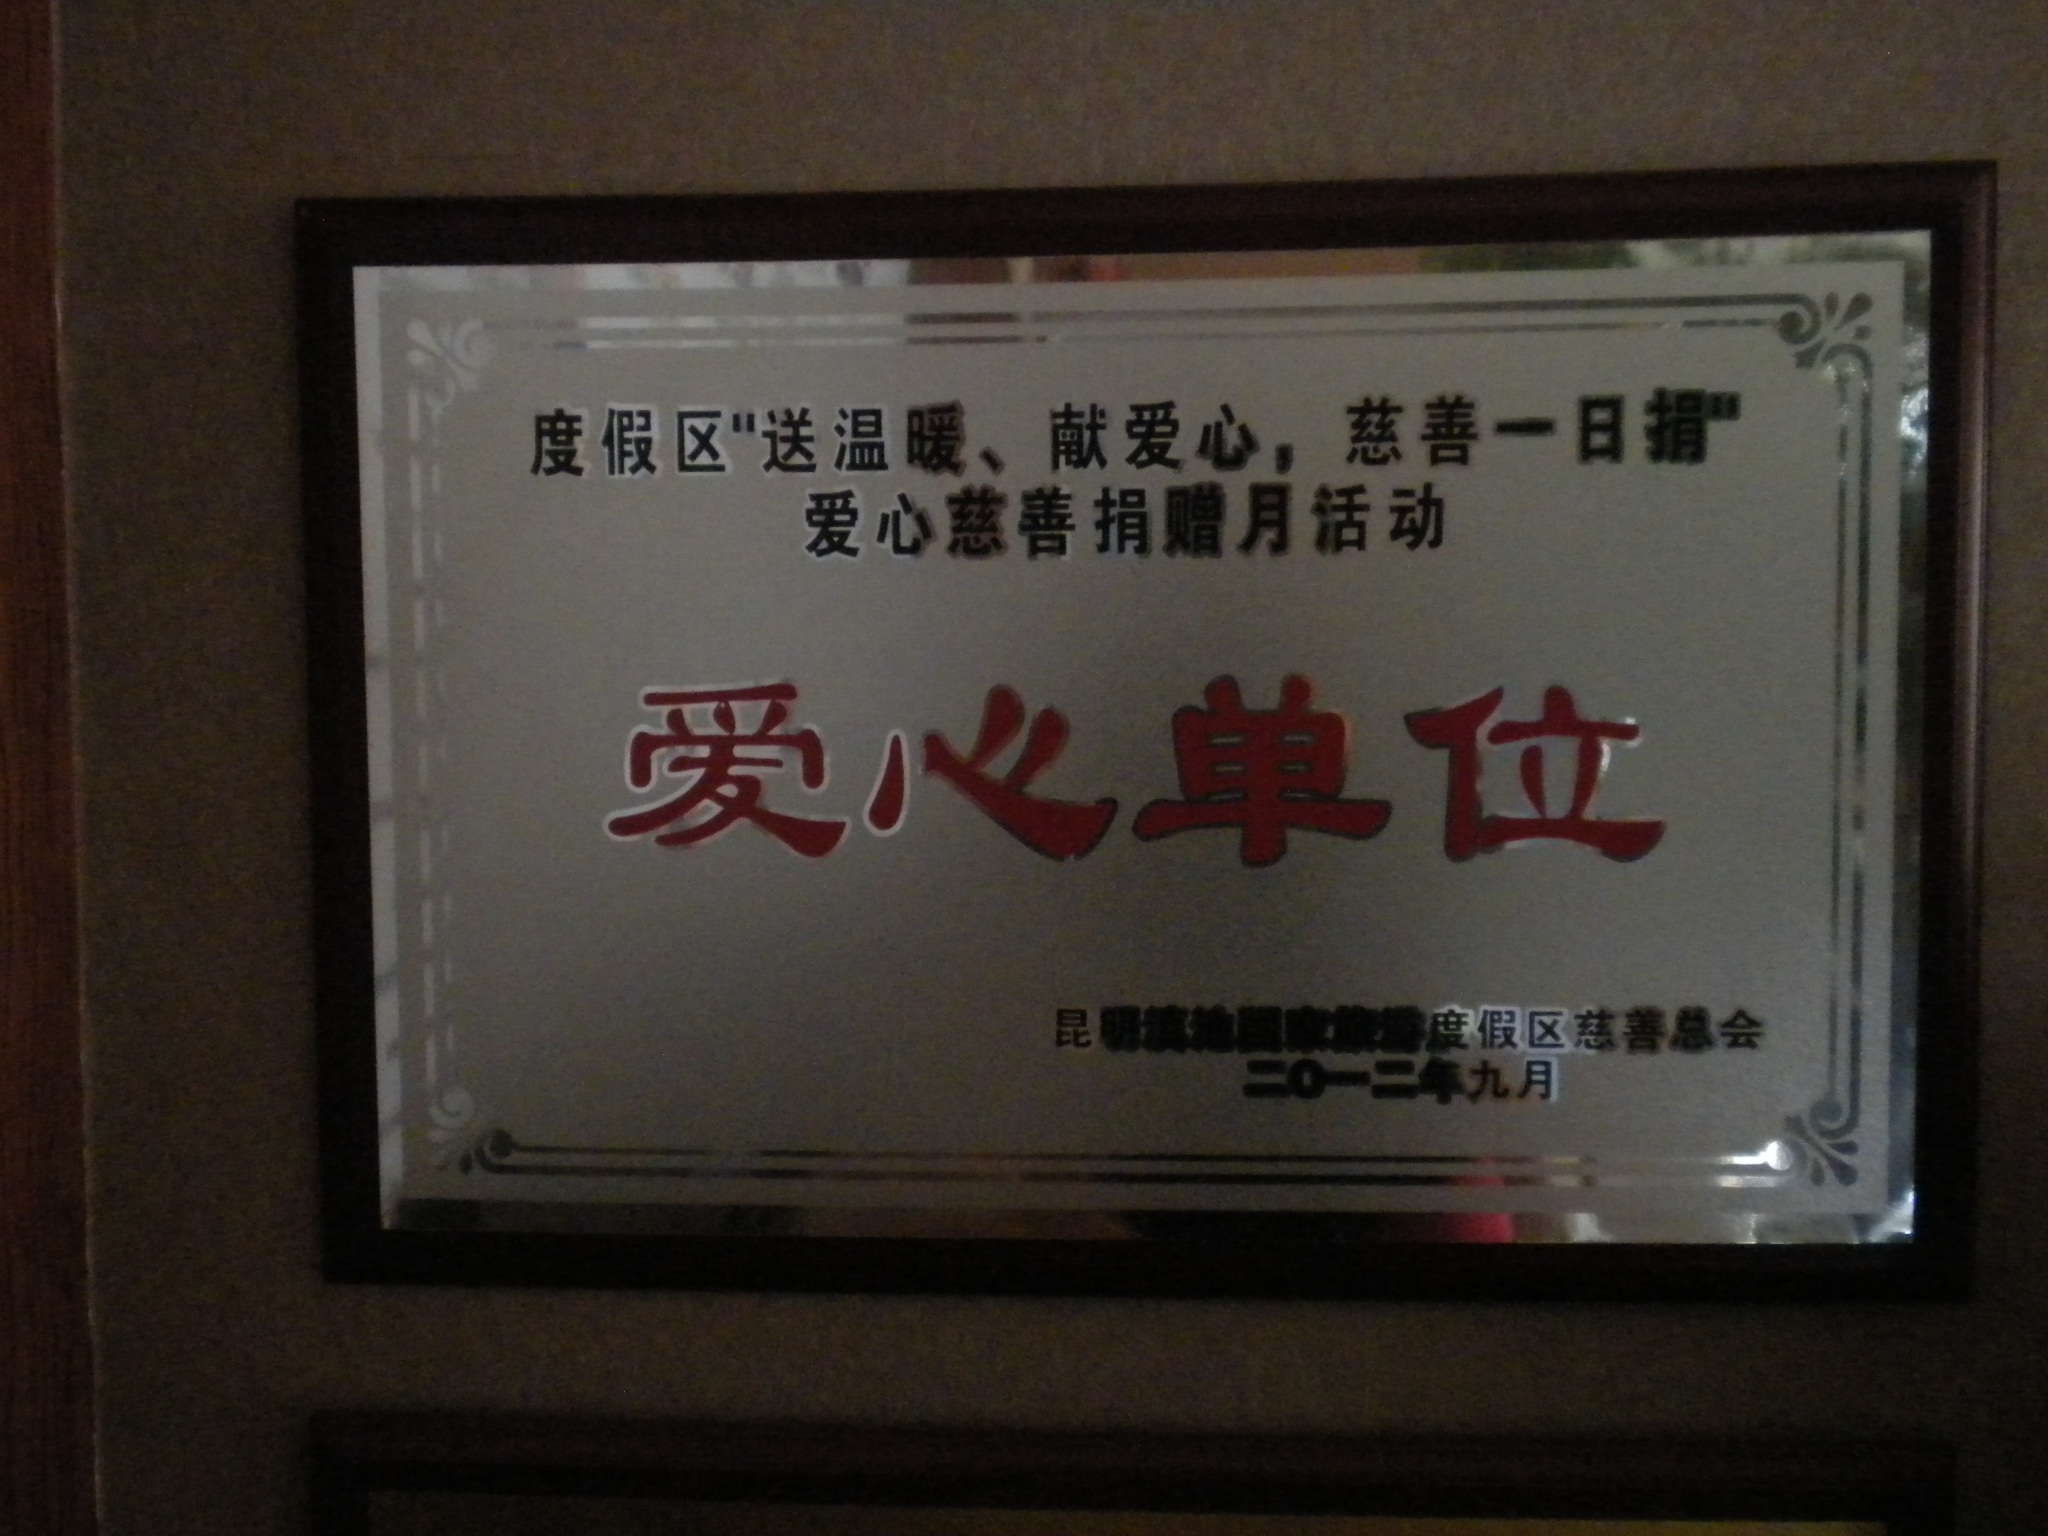 度假区"送温暖、献爱心，慈善一日捐"
爱心慈善捐赠月活动
爱心单位
昆明滇池国家旅游度假区慈善总会
二〇一二年九月